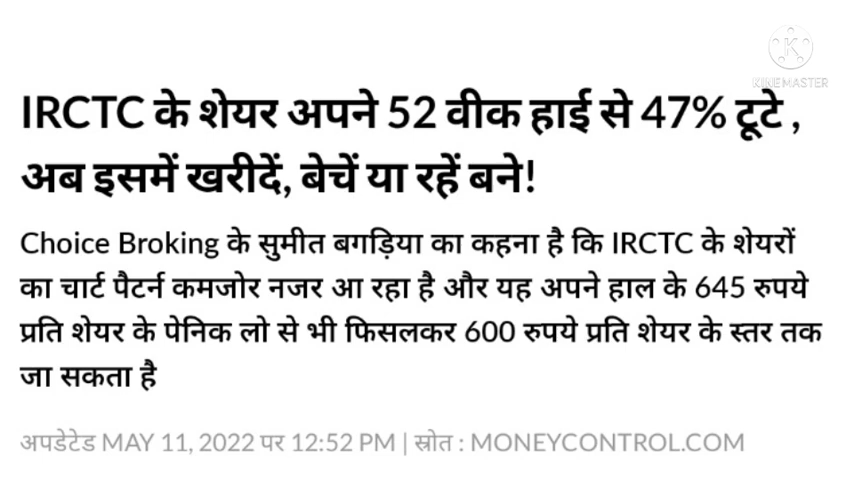 KINEMASTER
IRCTC के शेयर अपने 52 वीक हाई से 47% टूटे ,
अब इसमें खरीदें, बेचें या रहें बने!
Choice Broking के सुमीत बगड़िया का कहना है कि IRCTC के शेयरों
का चार्ट पैटर्न कमजोर नजर आ रहा है और यह अपने हाल के 645 रुपये
प्रति शेयर के पेनिक लो से भी फिसलकर 600 रुपये प्रति शेयर के स्तर तक
जा सकता है
अपडेटेड MAY 11, 2022 पर 12:52 PM | स्रोत : MONEYCONTROL.COM